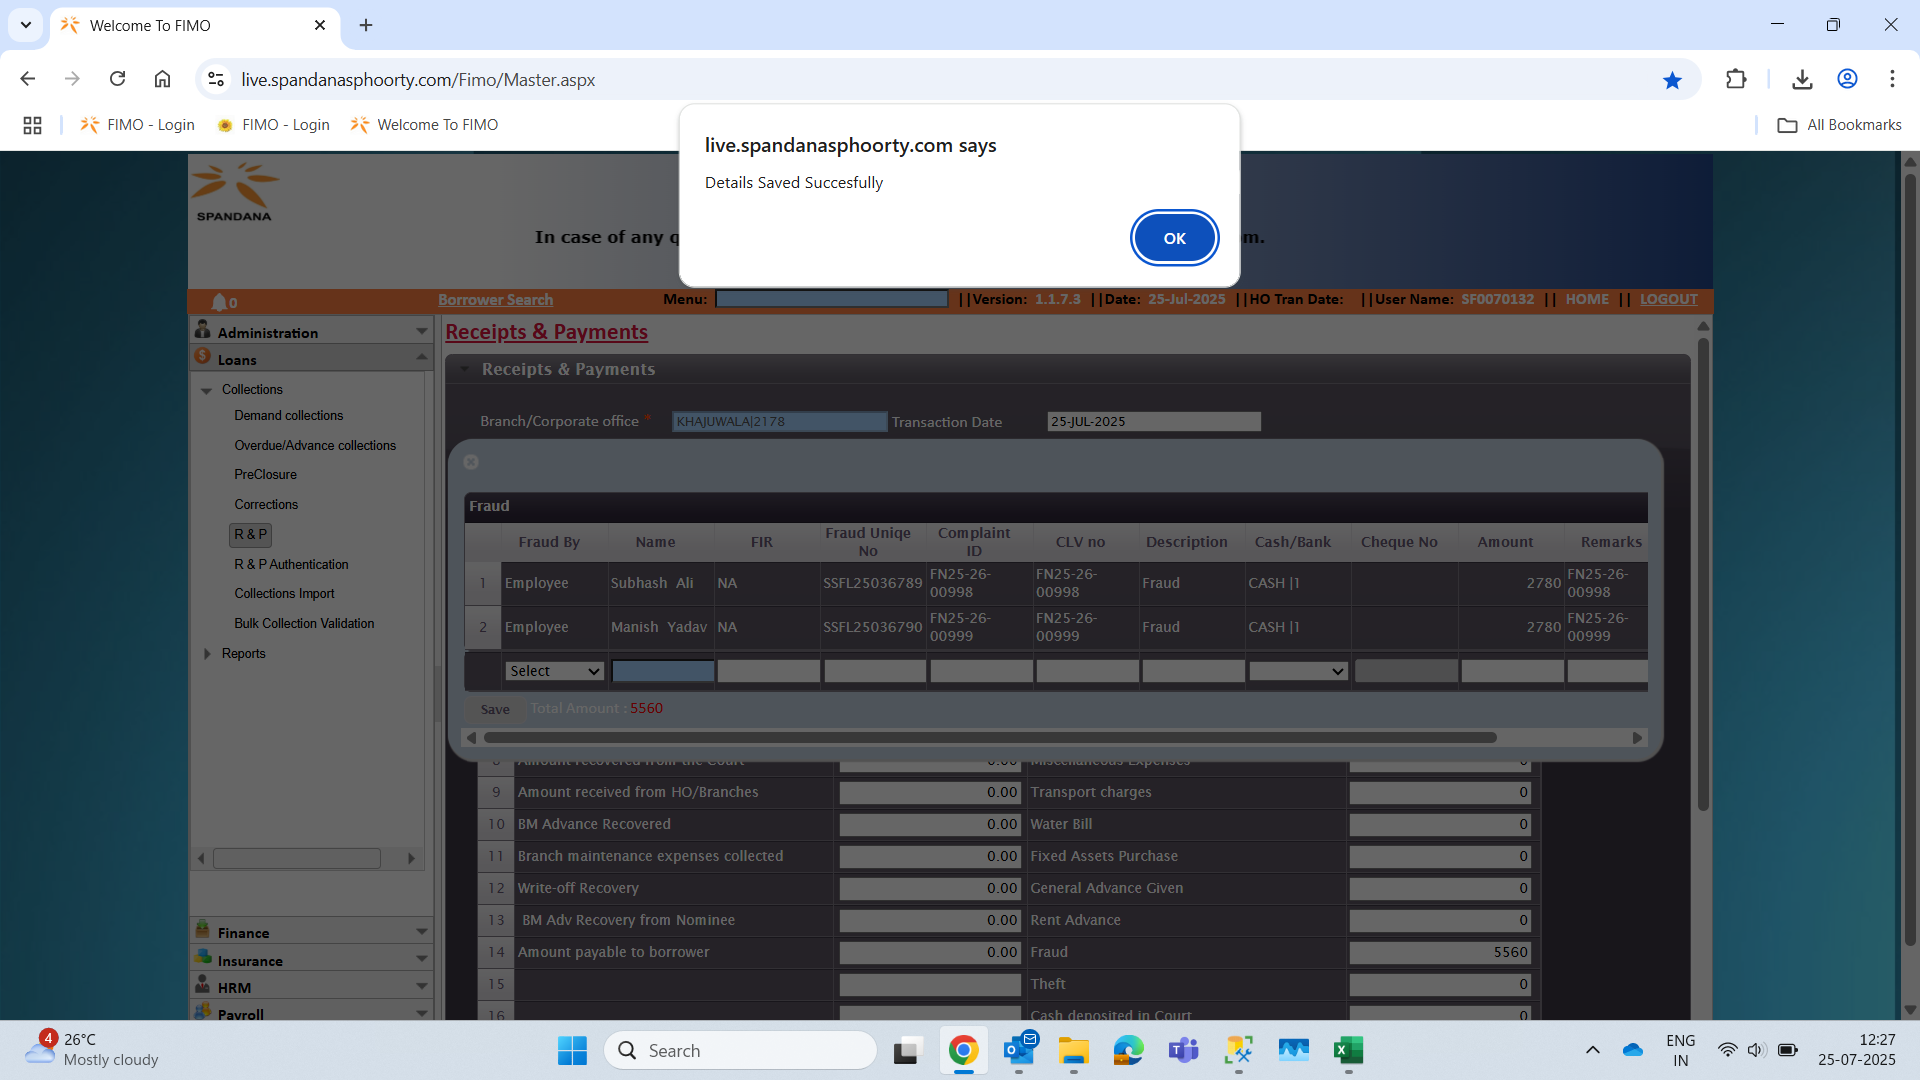 Welcome To FIMO
live.spandanasphoorty.com/Fimo/Master.aspx
FIMO - Login
FIMO - Login
Welcome To FIMO
All Bookmarks
live.spandanasphoorty.com says
Details Saved Succesfully
OK
SPANDANA
In case of any q
m.
0
Borrower Search
Menu:
||Version: 1.1.7.3 ||Date: 25-Jul-2025 ||HO Tran Date: ||User Name: SF0070132 || HOME || LOGOUT
Administration
Loans
Collections
Demand collections
Overdue/Advance collections
PreClosure
Corrections
R & P
R & P Authentication
Collections Import
Bulk Collection Validation
Reports
Finance
Insurance
HRM
Payroll
Receipts & Payments
Receipts & Payments
Branch/Corporate office * KHAJUWALA|2178 Transaction Date 25-JUL-2025
Fraud
Fraud By Name FIR Fraud Uniqe No Complaint ID CLV no Description Cash/Bank Cheque No Amount Remarks
1 Employee Subhash Ali NA SSFL25036789 FN25-26-00998 FN25-26-00998 Fraud CASH |1 2780 FN25-26-00998
2 Employee Manish Yadav NA SSFL25036790 FN25-26-00999 FN25-26-00999 Fraud CASH |1 2780 FN25-26-00999
Select
Save Total Amount : 5560
8 Amount recovered from the Court 0.00 Miscellaneous Expenses 0
9 Amount received from HO/Branches 0.00 Transport charges 0
10 BM Advance Recovered 0.00 Water Bill 0
11 Branch maintenance expenses collected 0.00 Fixed Assets Purchase 0
12 Write-off Recovery 0.00 General Advance Given 0
13 BM Adv Recovery from Nominee 0.00 Rent Advance 0
14 Amount payable to borrower 0.00 Fraud 5560
15 Theft 0
16 Cash deposited in Court 0
4
26°C
Mostly cloudy
Search
ENG
IN
12:27
25-07-2025